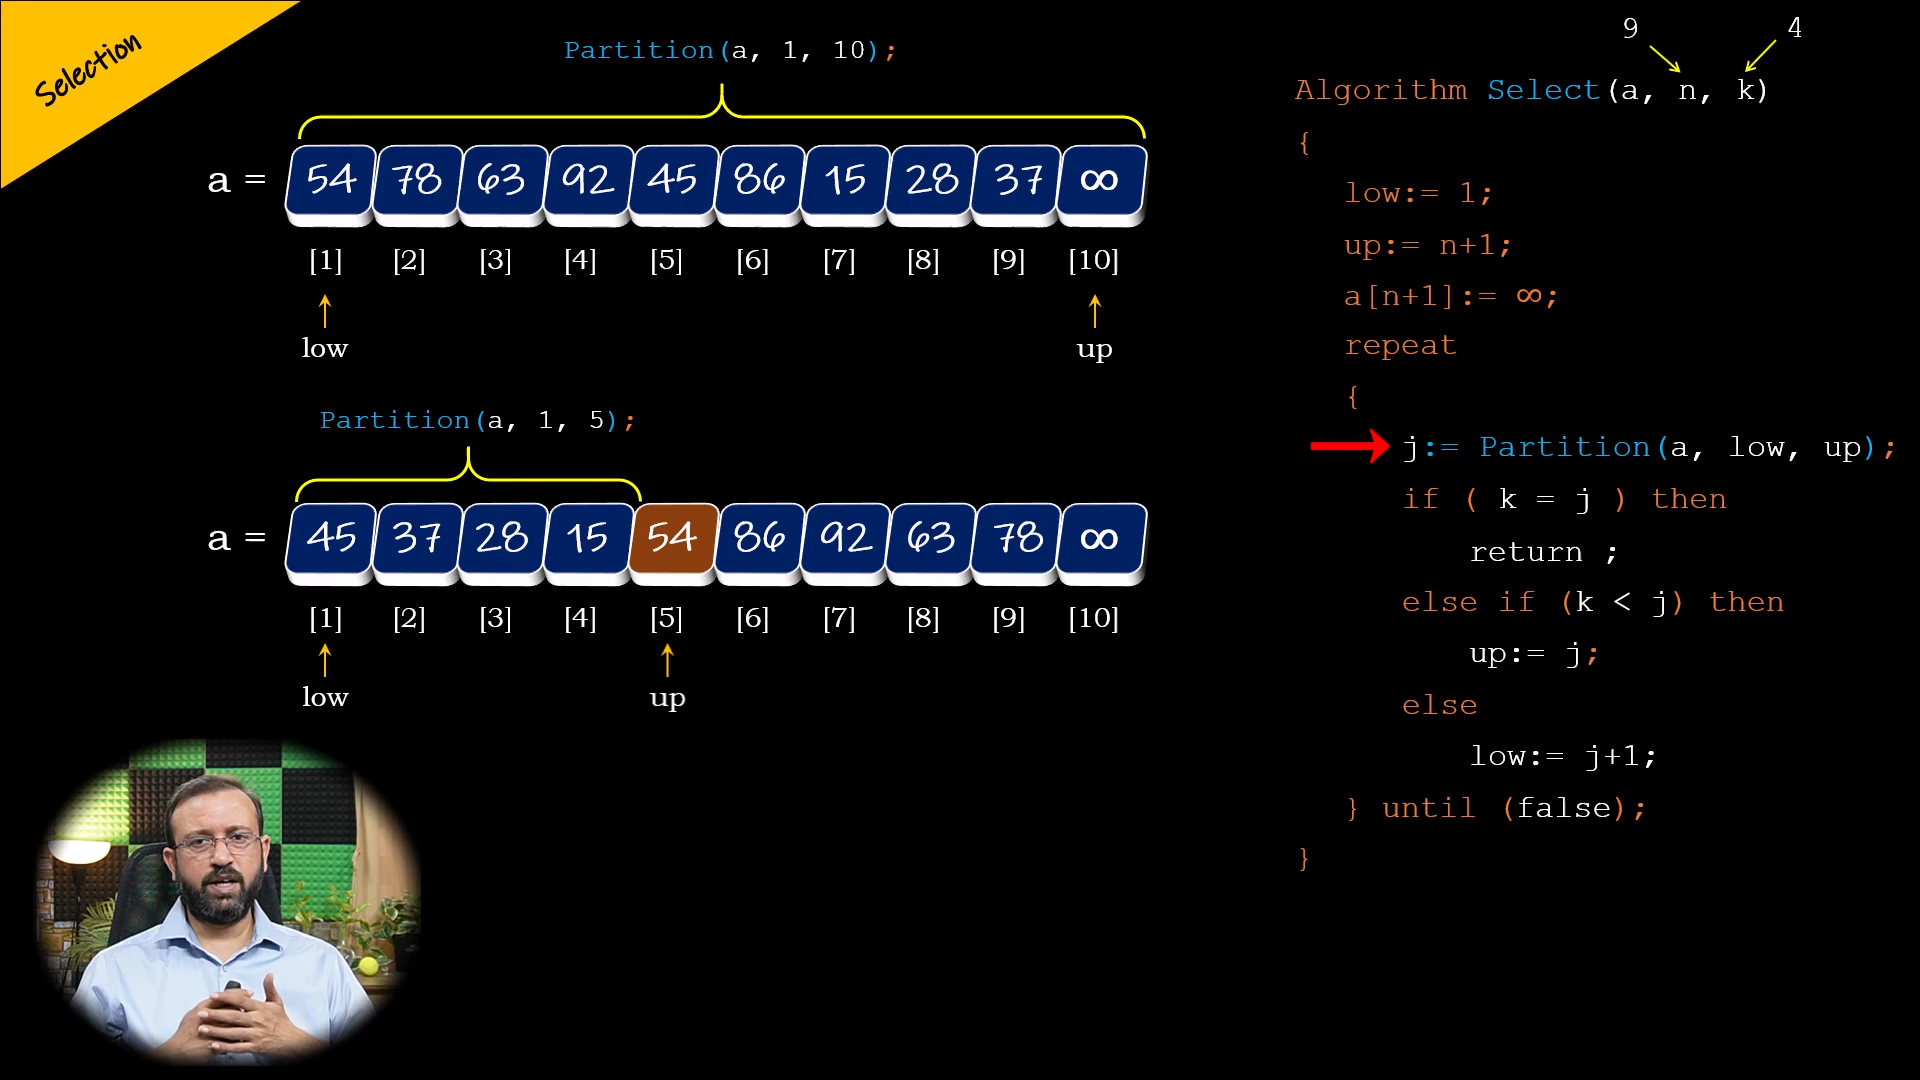 Selection
Partition(a, 1, 10);
a = 54 78 63 92 45 86 15 28 37 ∞
[1] [2] [3] [4] [5] [6] [7] [8] [9] [10]
low up
Partition(a, 1, 5);
a = 45 37 28 15 54 86 92 63 78 ∞
[1] [2] [3] [4] [5] [6] [7] [8] [9] [10]
low up
9 4
Algorithm Select(a, n, k)
{
low:= 1;
up:= n+1;
a[n+1]:= ∞;
repeat
{
j:= Partition(a, low, up);
if ( k = j ) then
return ;
else if (k < j) then
up:= j;
else
low:= j+1;
} until (false);
}